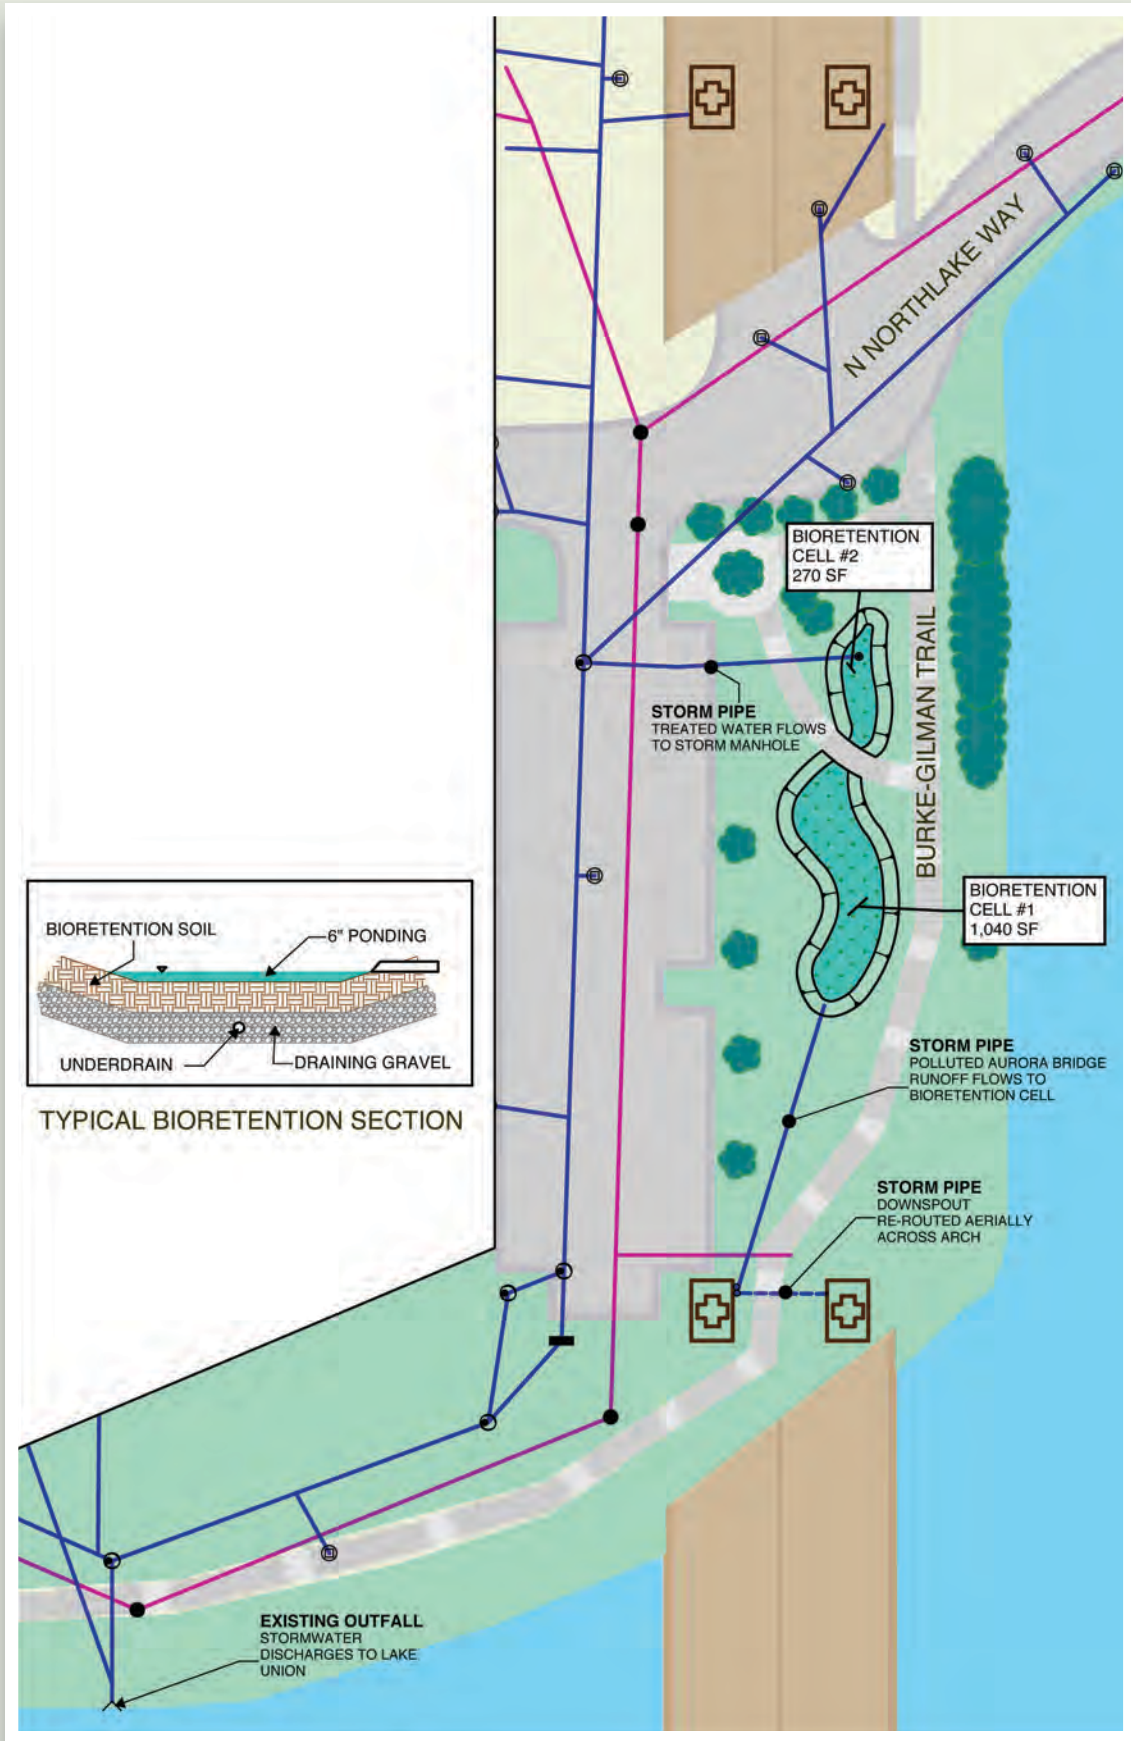 N NORTHLAKE WAY
BIORETENTION
CELL #2
270 SF
BURKE-GILMAN TRAIL
STORM PIPE
TREATED WATER FLOWS
TO STORM MANHOLE
BIORETENTION
CELL #1
1,040 SF
BIORETENTION SOIL
6" PONDING
UNDERDRAIN
DRAINING GRAVEL
TYPICAL BIORETENTION SECTION
STORM PIPE
POLLUTED AURORA BRIDGE
RUNOFF FLOWS TO
BIORETENTION CELL
STORM PIPE
DOWNSPOUT
RE-ROUTED AERIALLY
ACROSS ARCH
EXISTING OUTFALL
STORMWATER
DISCHARGES TO LAKE
UNION